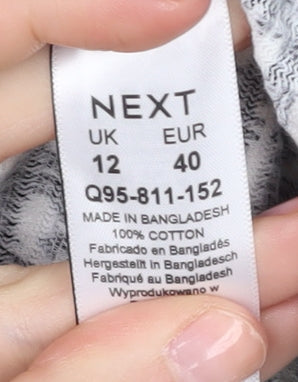 NEXT
UK EUR
12 40
Q95-811-152
MADE IN BANGLADESH
100% COTTON
Fabricado en Bangladés
Hergestellt in Bangladesch
Fabriqué au Bangladesh
Wyprodukowano w